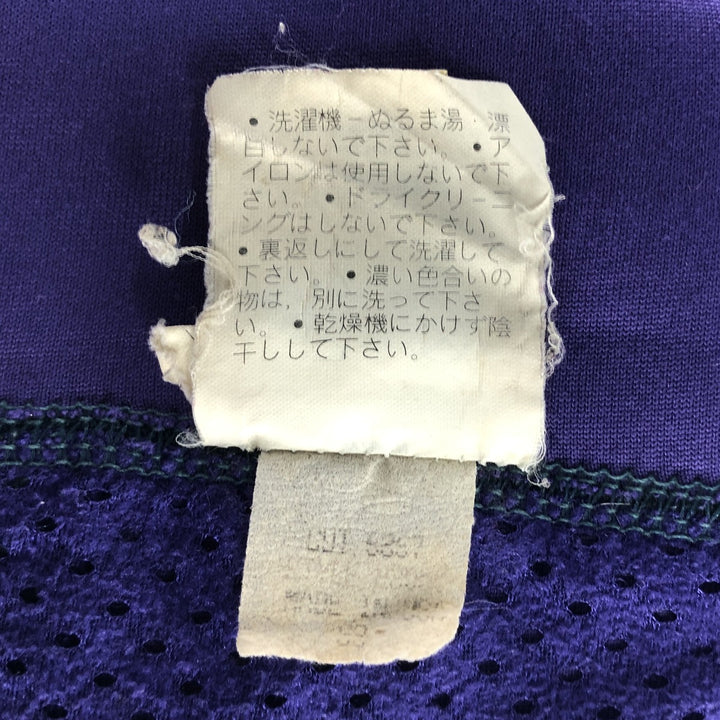 • 洗濯機－ぬるま湯・漂
白しないで下さい。 • ア
イロンは使用しないで下
さい。 • ドライクリーニ
ングはしないで下さい。
• 裏返しにして洗濯して
下さい。 • 濃い色合いの
物は，別に洗って下さ
い。 • 乾燥機にかけず陰
干しして下さい。
MADE IN